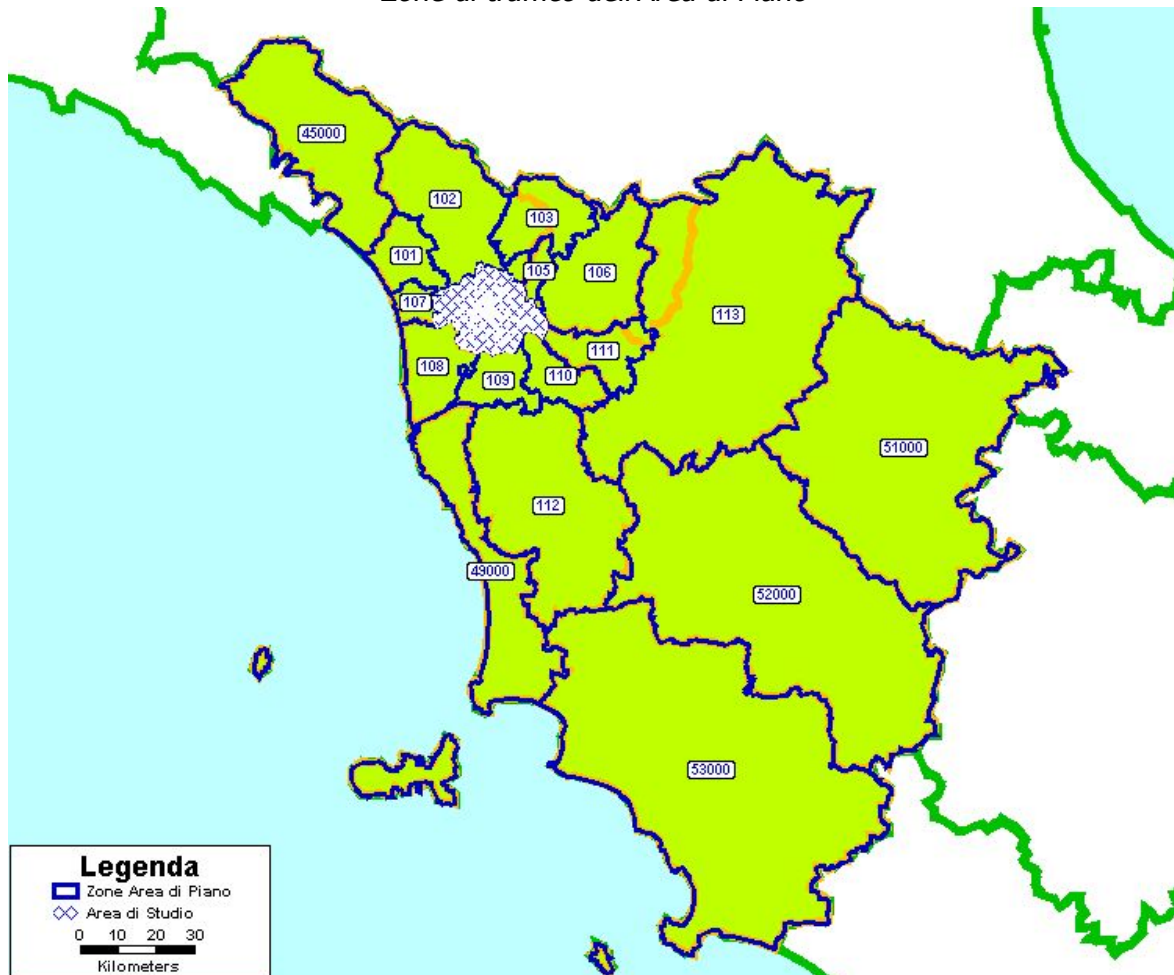 Zone di traffico dell'Area di Piano
45000
102
103
101
105
106
107
113
111
108
110
109
51000
112
49000
52000
53000
Legenda
Zone Area di Piano
Area di Studio
0 10 20 30
Kilometers